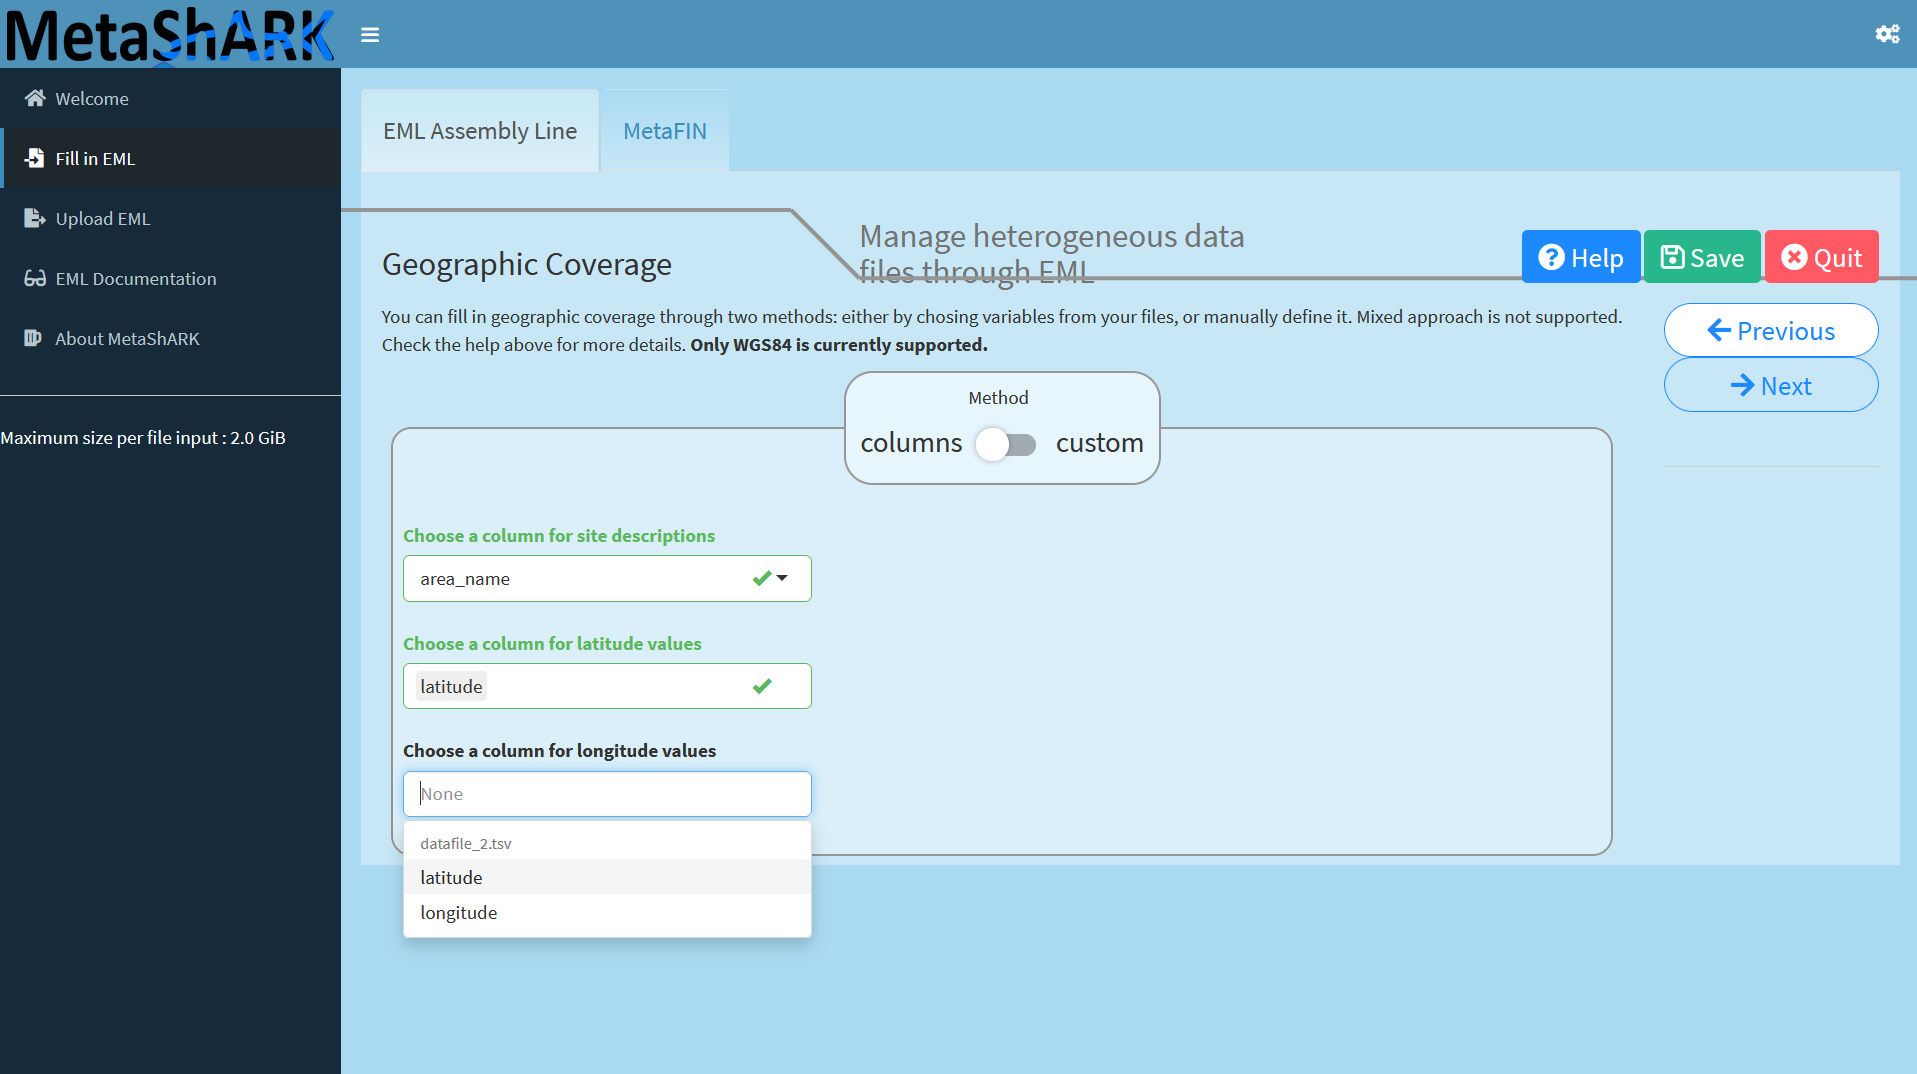 MetaShARK
Welcome
Fill in EML
Upload EML
EML Documentation
About MetaShARK
Maximum size per file input : 2.0 GiB
EML Assembly Line
MetaFIN
Manage heterogeneous data
files through EML
Geographic Coverage
Help
Save
Quit
You can fill in geographic coverage through two methods: either by chosing variables from your files, or manually define it. Mixed approach is not supported.
Check the help above for more details. Only WGS84 is currently supported.
Previous
Next
Method
columns
custom
Choose a column for site descriptions
area_name
Choose a column for latitude values
latitude
Choose a column for longitude values
None
datafile_2.tsv
latitude
longitude